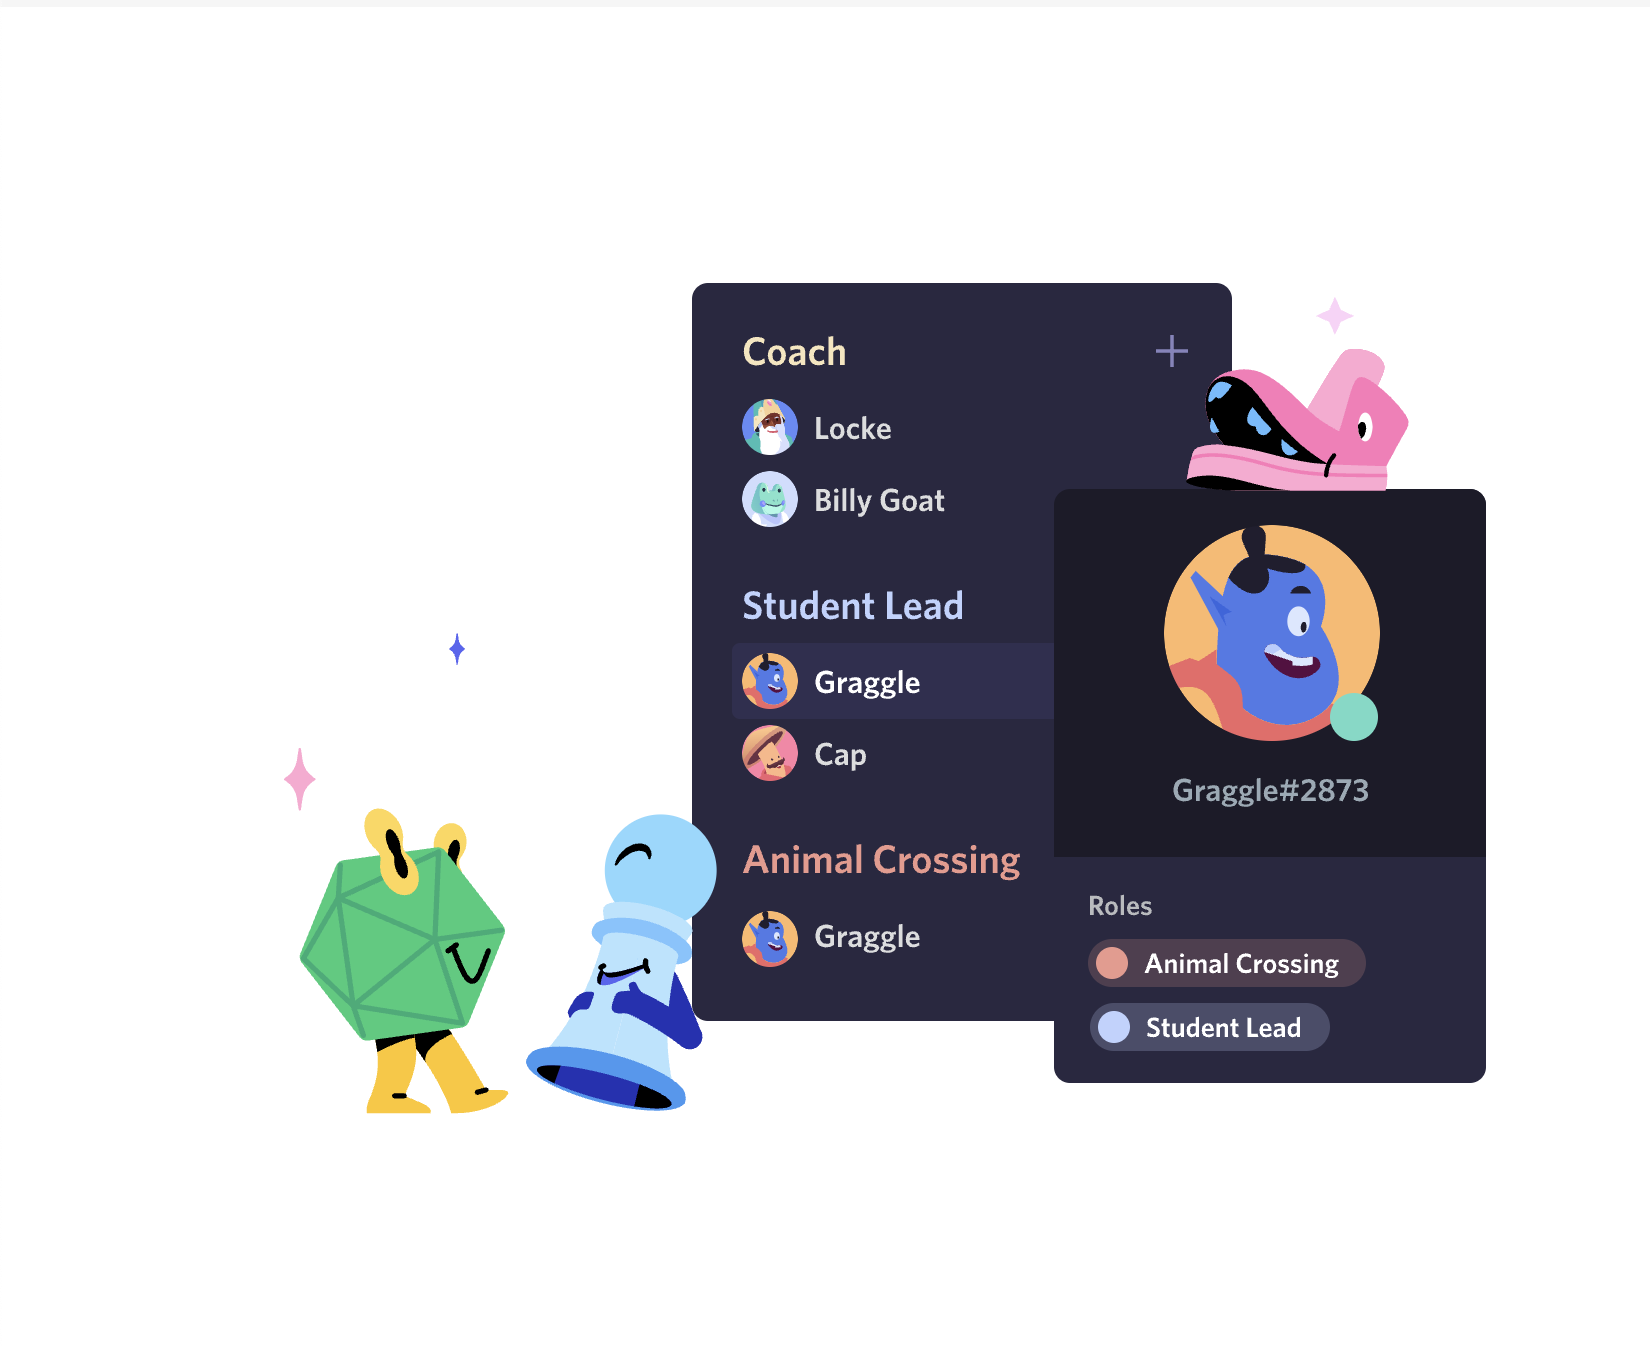 Coach
Locke
Billy Goat
Student Lead
Graggle
Cap
Animal Crossing
Graggle
Graggle#2873
Roles
Animal Crossing
Student Lead